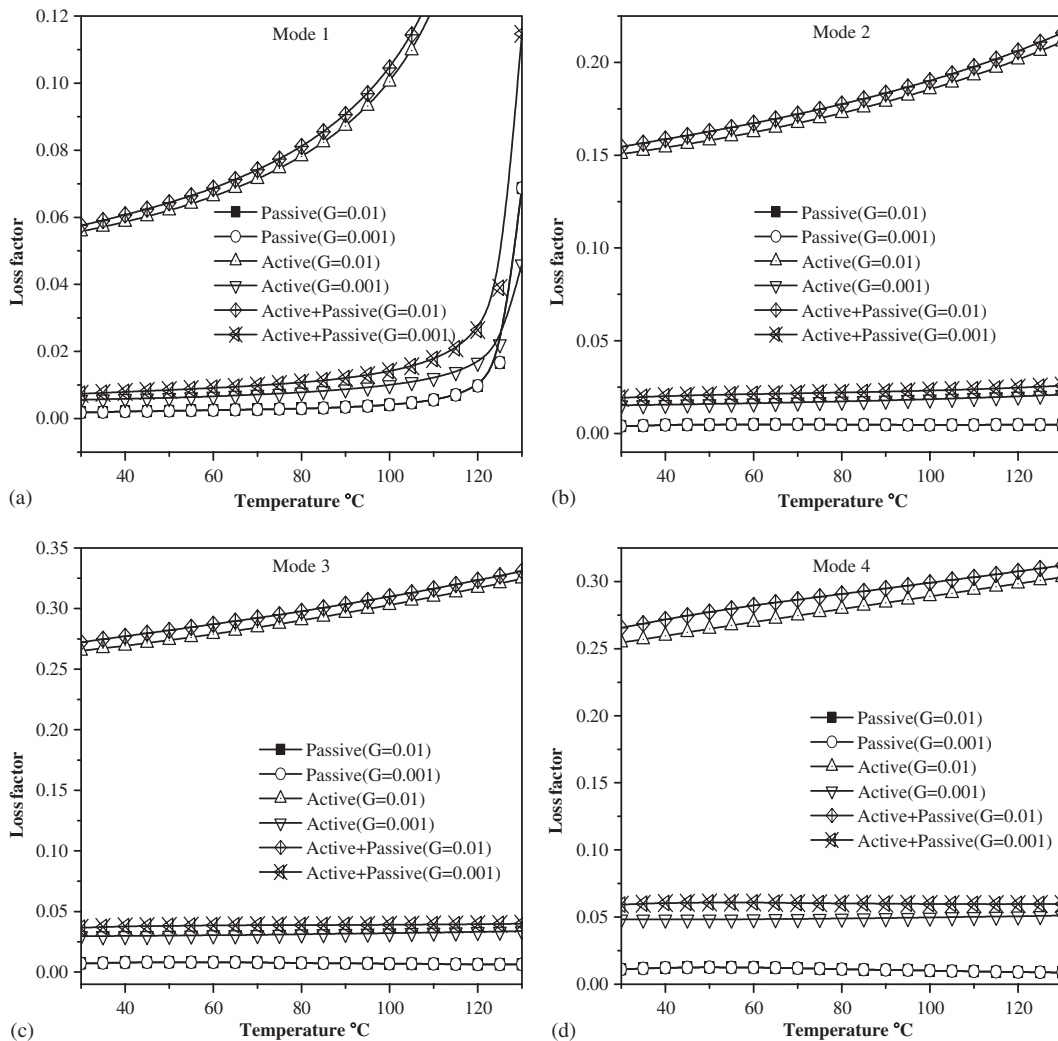 Mode 1
0.12
0.10
0.08
0.06
0.04
0.02
0.00
Loss factor
Passive(G=0.01)
Passive(G=0.001)
Active(G=0.01)
Active(G=0.001)
Active+Passive(G=0.01)
Active+Passive(G=0.001)
40 60 80 100 120
Temperature °C
(a)
Mode 2
0.20
0.15
0.10
0.05
0.00
Loss factor
Passive(G=0.01)
Passive(G=0.001)
Active(G=0.01)
Active(G=0.001)
Active+Passive(G=0.01)
Active+Passive(G=0.001)
40 60 80 100 120
Temperature °C
(b)
Mode 3
0.35
0.30
0.25
0.20
0.15
0.10
0.05
0.00
Loss factor
Passive(G=0.01)
Passive(G=0.001)
Active(G=0.01)
Active(G=0.001)
Active+Passive(G=0.01)
Active+Passive(G=0.001)
40 60 80 100 120
Temperature °C
(c)
Mode 4
0.30
0.25
0.20
0.15
0.10
0.05
0.00
Loss factor
Passive(G=0.01)
Passive(G=0.001)
Active(G=0.01)
Active(G=0.001)
Active+Passive(G=0.01)
Active+Passive(G=0.001)
40 60 80 100 120
Temperature °C
(d)